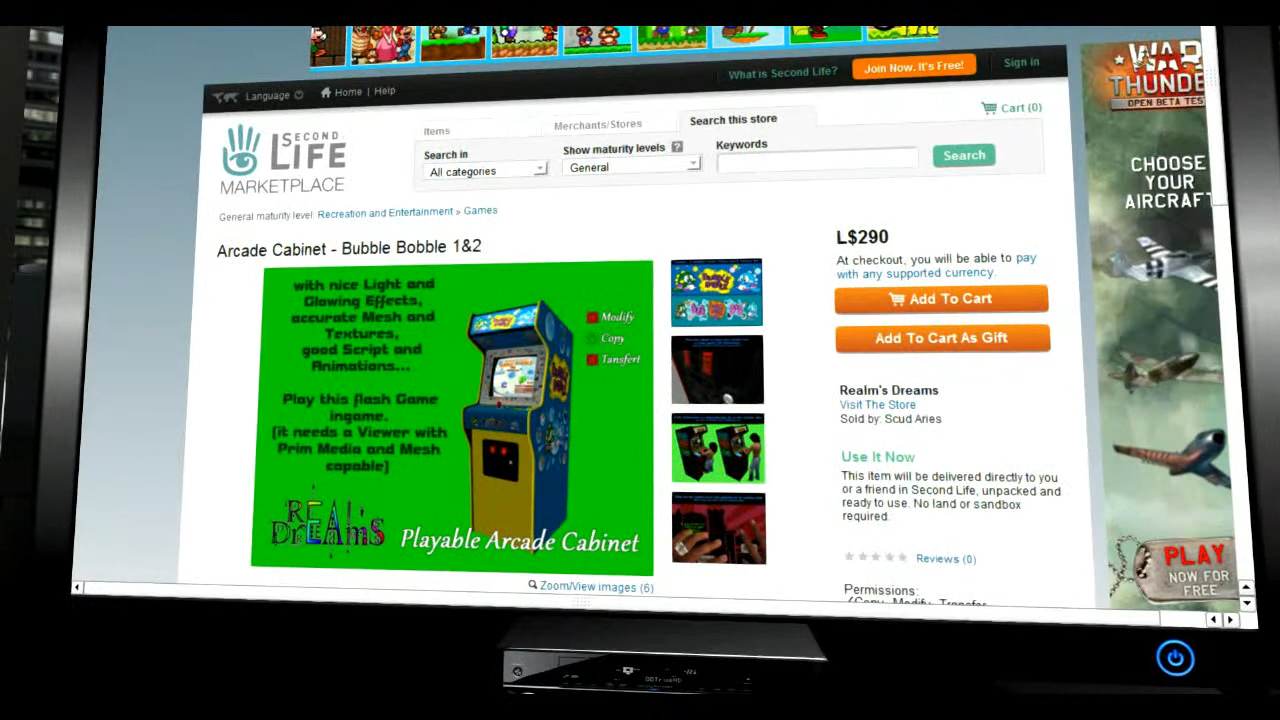 What is Second Life?
Join Now. It's Free!
Sign in
Language
Home | Help
Cart (0)
Items
Merchants/Stores
Search this store
Search in
All categories
Show maturity levels ?
General
Keywords
Search
SECOND
LIFE
MARKETPLACE
General maturity level Recreation and Entertainment » Games
Arcade Cabinet - Bubble Bobble 1&2
with nice Light and
Glowing Effects,
accurate Mesh and
Textures,
good Script and
Animations...
Play this flash Game
ingame.
(it needs a Viewer with
Prim Media and Mesh
capable)
REAlms
DrEAmS
Modify
Copy
Tansfert
Playable Arcade Cabinet
Zoom/View images (6)
L$290
At checkout, you will be able to pay
with any supported currency.
Add To Cart
Add To Cart As Gift
Realm's Dreams
Visit The Store
Sold by: Scud Aries
Use It Now
This item will be delivered directly to you
or a friend in Second Life, unpacked and
ready to use. No land or sandbox
required.
Reviews (0)
Permissions:
Copy Modify Transfer
WAR
THUNDE
OPEN BETA TES
CHOOSE
YOUR
AIRCRAFT
PLAY
NOW FOR
FREE